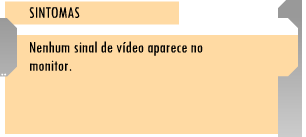 SINTOMAS
Nenhum sinal de vídeo aparece no
monitor.